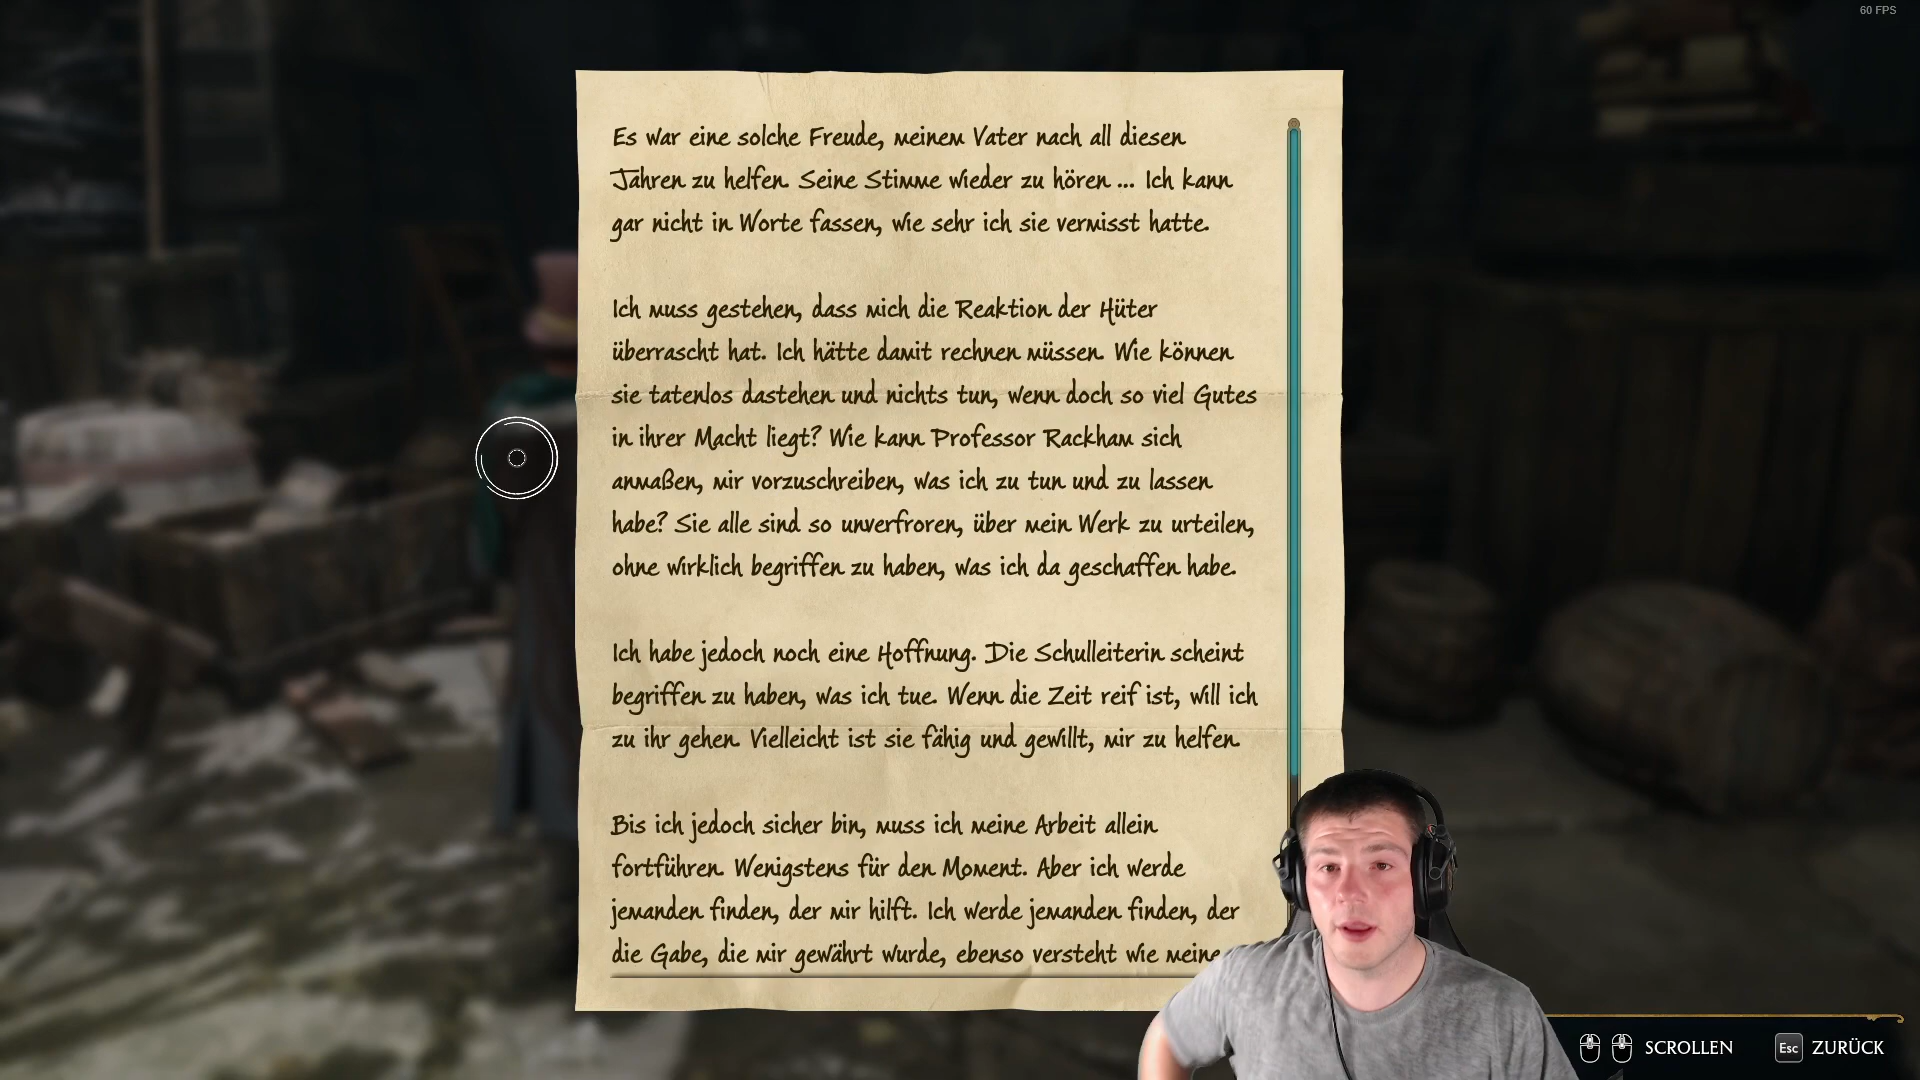 60 FPS
Es war eine solche Freude, meinem Vater nach all diesen
Jahren zu helfen. Seine Stimme wieder zu hören ... Ich kann
gar nicht in Worte fassen, wie sehr ich sie vermisst hatte.
Ich muss gestehen, dass mich die Reaktion der Hüter
überrascht hat. Ich hätte damit rechnen müssen. Wie können
sie tatenlos dastehen und nichts tun, wenn doch so viel Gutes
in ihrer Macht liegt? Wie kann Professor Rackham sich
anmaßen, mir vorzuschreiben, was ich zu tun und zu lassen
habe? Sie alle sind so unverfroren, über mein Werk zu urteilen,
ohne wirklich begriffen zu haben, was ich da geschaffen habe.
Ich habe jedoch noch eine Hoffnung. Die Schulleiterin scheint
begriffen zu haben, was ich tue. Wenn die Zeit reif ist, will ich
zu ihr gehen. Vielleicht ist sie fähig und gewillt, mir zu helfen.
Bis ich jedoch sicher bin, muss ich meine Arbeit allein
fortführen. Wenigstens für den Moment. Aber ich werde
jemanden finden, der mir hilft. Ich werde jemanden finden, der
die Gabe, die mir gewährt wurde, ebenso versteht wie meine
SCROLLEN
Esc ZURÜCK